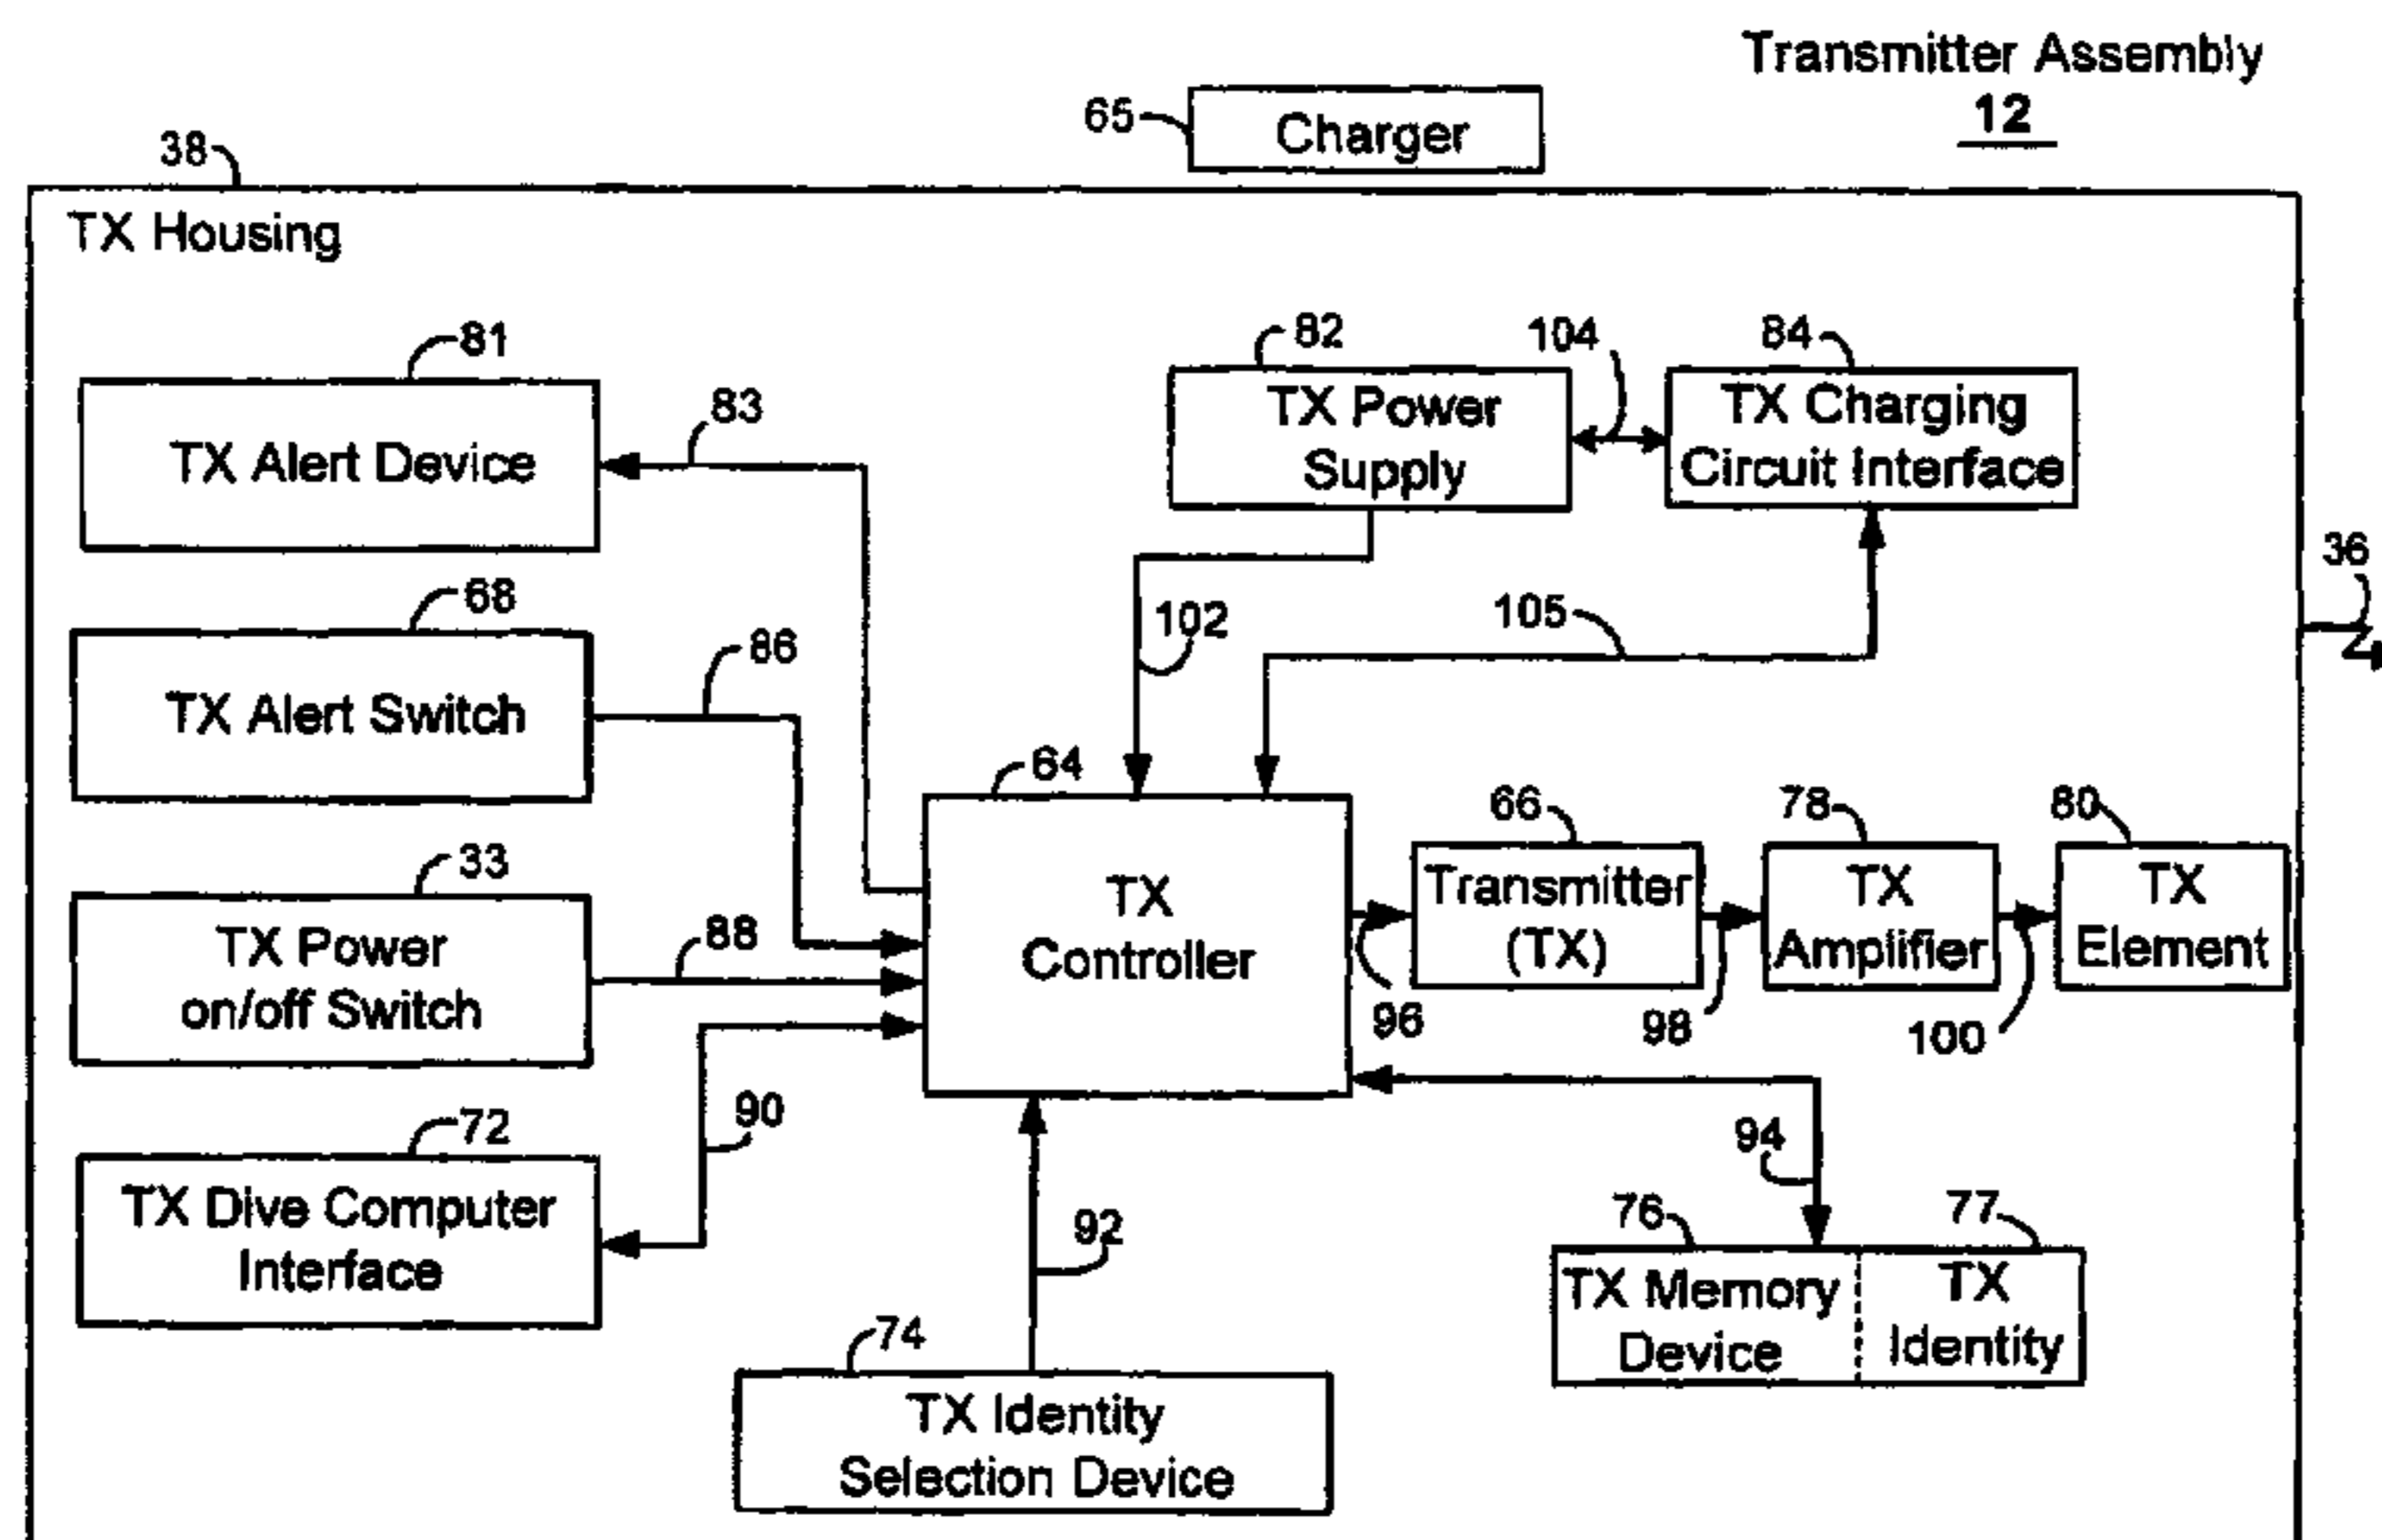 Transmitter Assembly
12
65
Charger
38
TX Housing
81
TX Alert Device
83
82
TX Power
Supply
104
84
TX Charging
Circuit Interface
36
68
TX Alert Switch
86
102
105
64
TX
Controller
33
TX Power
on/off Switch
88
66
Transmitter
(TX)
78
TX
Amplifier
80
TX
Element
96
98
100
72
TX Dive Computer
Interface
90
92
94
76
TX Memory
Device
77
TX
Identity
74
TX Identity
Selection Device